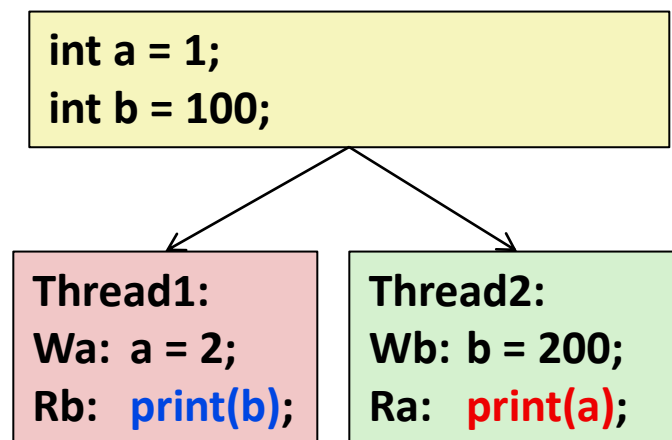 int a = 1;
int b = 100;
Thread1:
Wa: a = 2;
Rb: print(b);
Thread2:
Wb: b = 200;
Ra: print(a);